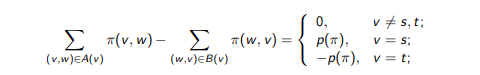 ∑ π(v, w) − ∑ π(w, v) = { 0, v ≠ s, t;
(v,w)∈A(v) (w,v)∈B(v) p(π), v = s;
−p(π), v = t;